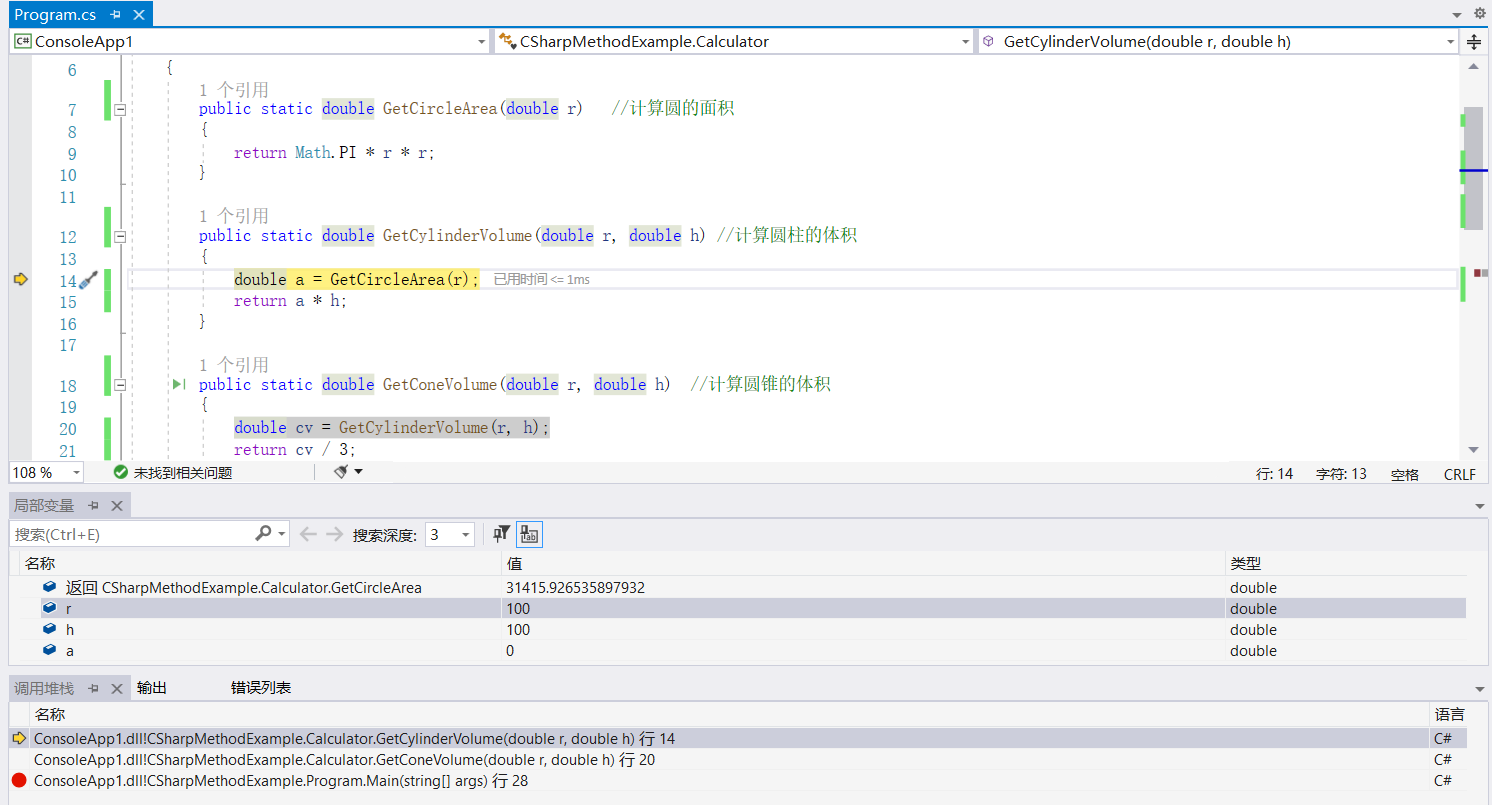 Program.cs
C# ConsoleApp1 CSharpMethodExample.Calculator GetCylinderVolume(double r, double h)
6 {
1 个引用
7 public static double GetCircleArea(double r) //计算圆的面积
8 {
9 return Math.PI * r * r;
10 }
11
1 个引用
12 public static double GetCylinderVolume(double r, double h) //计算圆柱的体积
13 {
14 double a = GetCircleArea(r); 已用时间 <= 1ms
15 return a * h;
16 }
17
1 个引用
18 public static double GetConeVolume(double r, double h) //计算圆锥的体积
19 {
20 double cv = GetCylinderVolume(r, h);
21 return cv / 3;
108 % 未找到相关问题 行: 14 字符: 13 空格 CRLF
局部变量
搜索(Ctrl+E) 搜索深度: 3
名称 值 类型
返回 CSharpMethodExample.Calculator.GetCircleArea 31415.926535897932 double
r 100 double
h 100 double
a 0 double
调用堆栈 输出 错误列表
名称 语言
ConsoleApp1.dll!CSharpMethodExample.Calculator.GetCylinderVolume(double r, double h) 行 14 C#
ConsoleApp1.dll!CSharpMethodExample.Calculator.GetConeVolume(double r, double h) 行 20 C#
ConsoleApp1.dll!CSharpMethodExample.Program.Main(string[] args) 行 28 C#